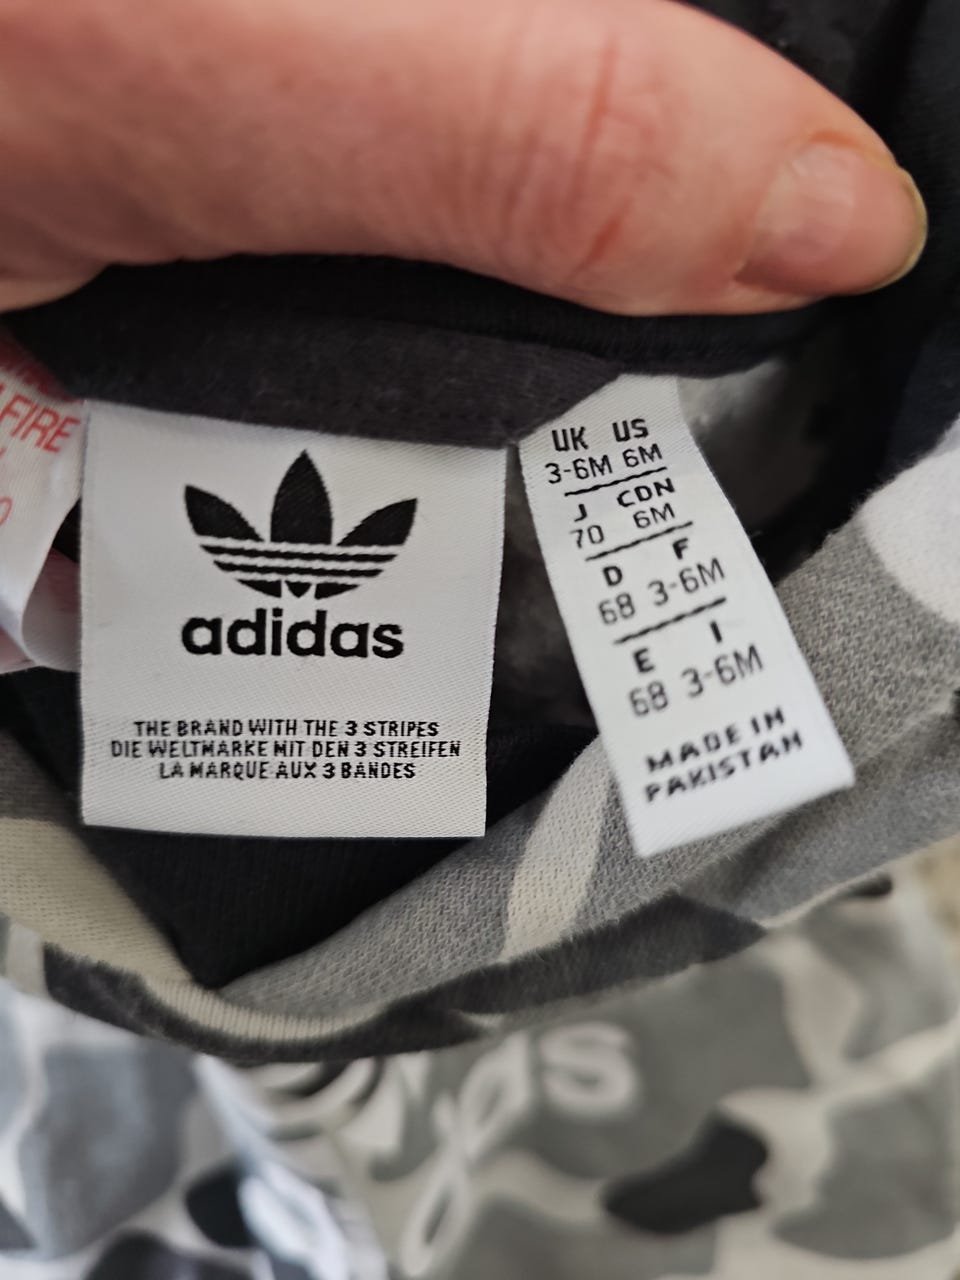 FIRE
adidas
THE BRAND WITH THE 3 STRIPES
DIE WELTMARKE MIT DEN 3 STREIFEN
LA MARQUE AUX 3 BANDES
UK US
3-6M 6M
J CDN
70 6M
D F
68 3-6M
E I
68 3-6M
MADE IN
PAKISTAN